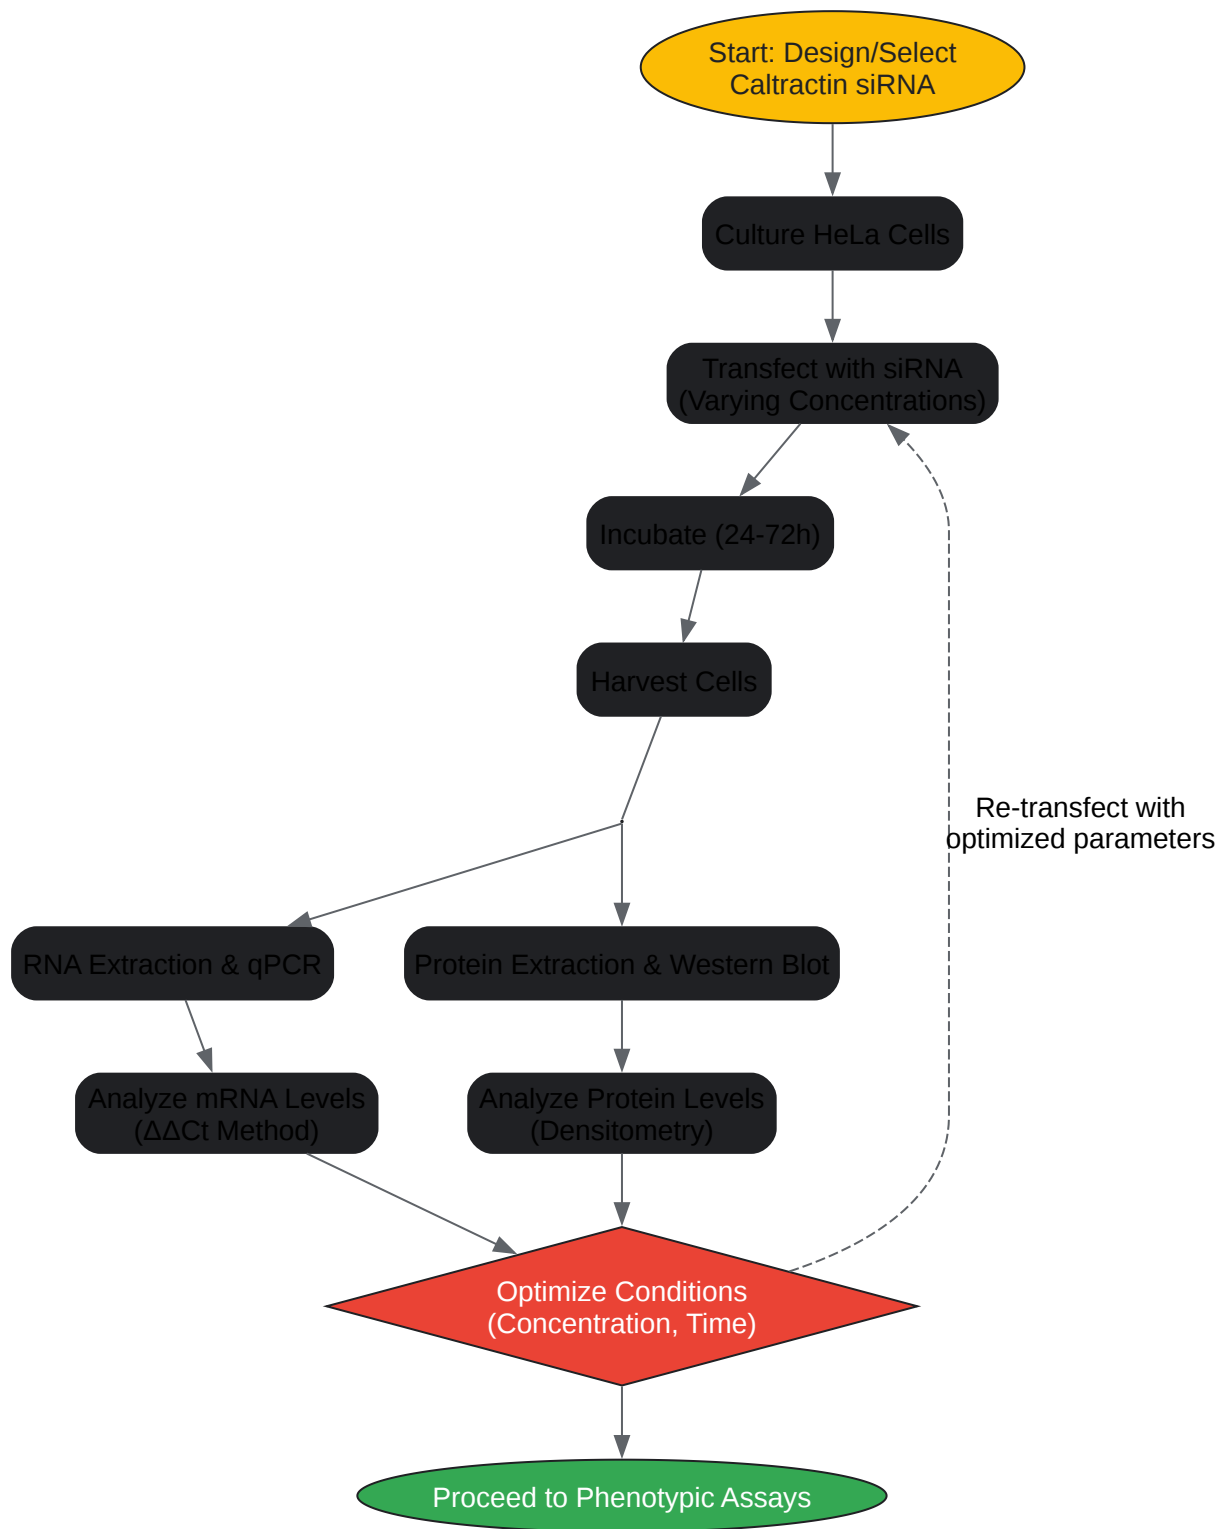 Start: Design/Select
Caltractin siRNA
Culture HeLa Cells
Transfect with siRNA
(Varying Concentrations)
Incubate (24-72h)
Harvest Cells
Re-transfect with
optimized parameters
RNA Extraction & qPCR
Protein Extraction & Western Blot
Analyze mRNA Levels
(ΔΔCt Method)
Analyze Protein Levels
(Densitometry)
Optimize Conditions
(Concentration, Time)
Proceed to Phenotypic Assays